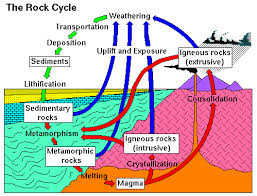 The Rock Cycle
Weathering
Transportation
Deposition
Uplift and Exposure
Sediments
Igneous rocks
(extrusive)
Lithification
Consolidation
Sedimentary
rocks
Metamorphism
Igneous rocks
(intrusive)
Metamorphic
rocks
Crystallization
Melting
Magma